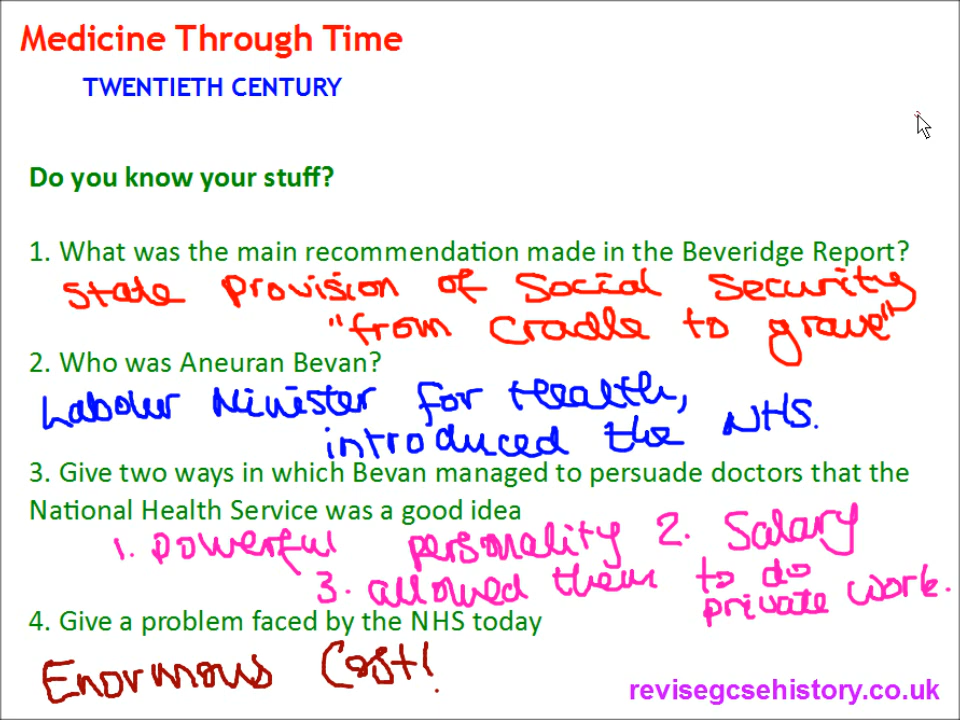 Medicine Through Time
TWENTIETH CENTURY
Do you know your stuff?
1. What was the main recommendation made in the Beveridge Report?
State provision of Social Security
"from cradle to grave"
2. Who was Aneuran Bevan?
Labour Minister for Health,
introduced the NHS.
3. Give two ways in which Bevan managed to persuade doctors that the
National Health Service was a good idea
1. powerful personality 2. Salary
3. allowed them to do
private work.
4. Give a problem faced by the NHS today
Enormous Cost!
revisegcsehistory.co.uk